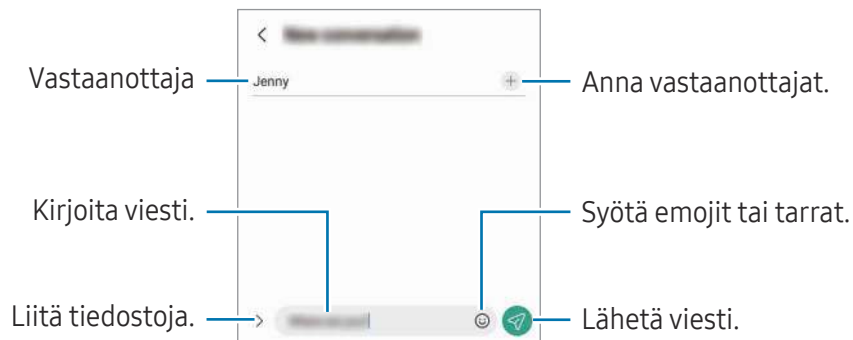 Vastaanottaja
Jenny
Anna vastaanottajat.
Kirjoita viesti.
Syötä emojit tai tarrat.
Liitä tiedostoja.
Lähetä viesti.